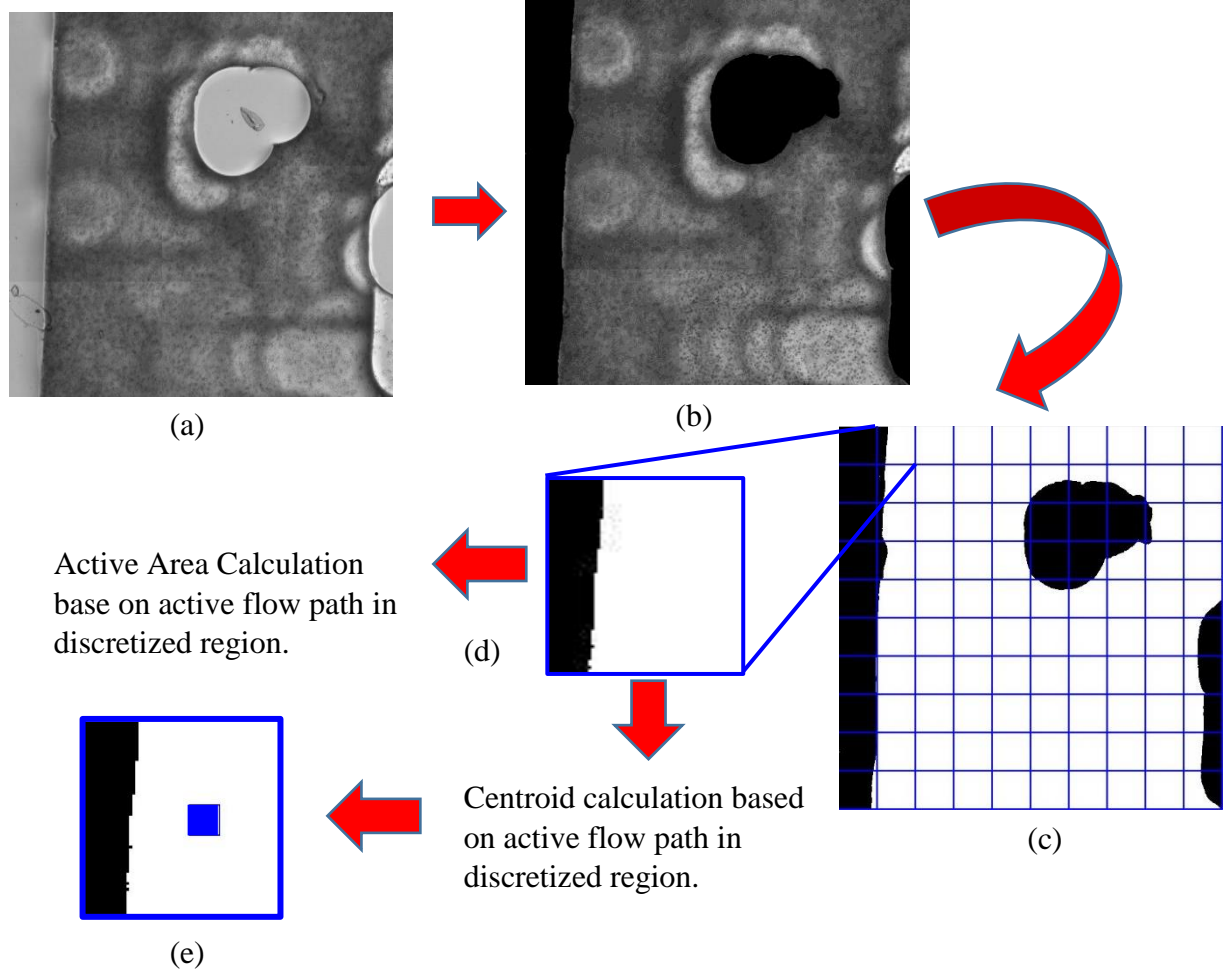 (a)
(b)
Active Area Calculation
base on active flow path in
discretized region.
(d)
(c)
Centroid calculation based
on active flow path in
discretized region.
(e)